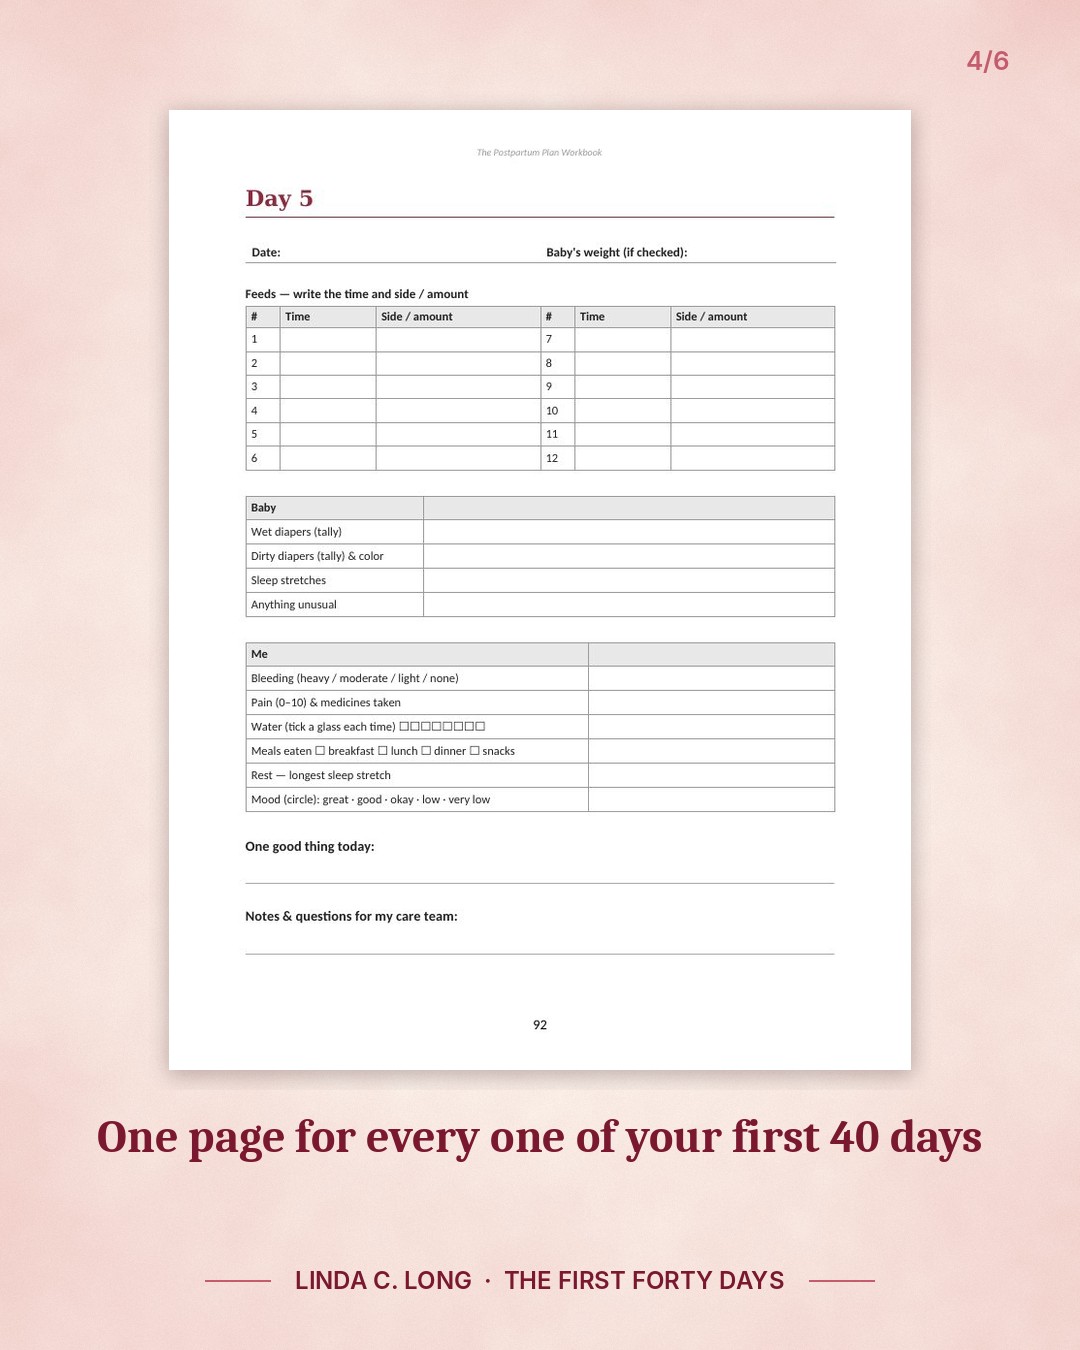 4/6
The Postpartum Plan Workbook
Day 5
Date: Baby's weight (if checked):
Feeds — write the time and side / amount
# Time Side / amount # Time Side / amount
1 7
2 8
3 9
4 10
5 11
6 12
Baby
Wet diapers (tally)
Dirty diapers (tally) & color
Sleep stretches
Anything unusual
Me
Bleeding (heavy / moderate / light / none)
Pain (0–10) & medicines taken
Water (tick a glass each time) ☐☐☐☐☐☐☐☐
Meals eaten ☐ breakfast ☐ lunch ☐ dinner ☐ snacks
Rest — longest sleep stretch
Mood (circle): great · good · okay · low · very low
One good thing today:
Notes & questions for my care team:
92
One page for every one of your first 40 days
LINDA C. LONG · THE FIRST FORTY DAYS